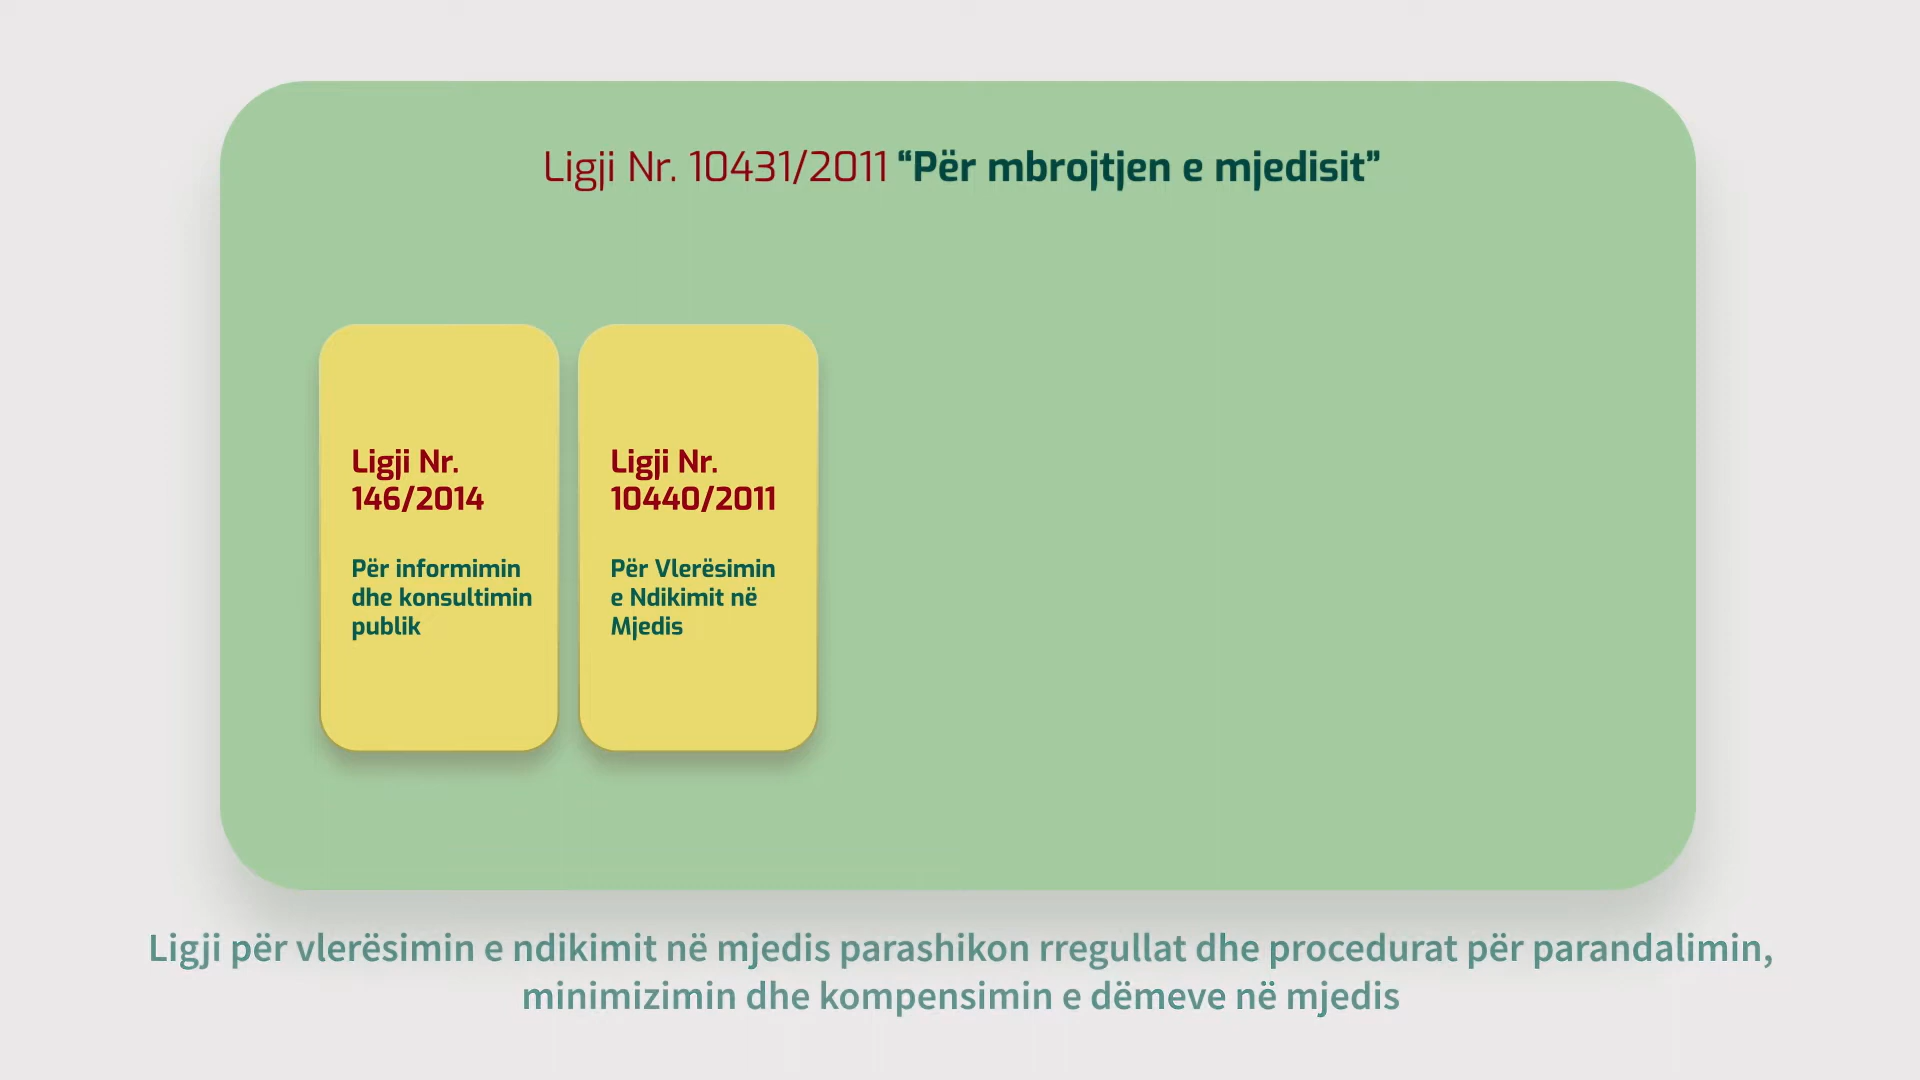 Ligji Nr. 10431/2011 “Për mbrojtjen e mjedisit”
Ligji Nr.
146/2014
Për informimin
dhe konsultimin
publik
Ligji Nr.
10440/2011
Për Vlerësimin
e Ndikimit në
Mjedis
Ligji për vlerësimin e ndikimit në mjedis parashikon rregullat dhe procedurat për parandalimin,
minimizimin dhe kompensimin e dëmeve në mjedis